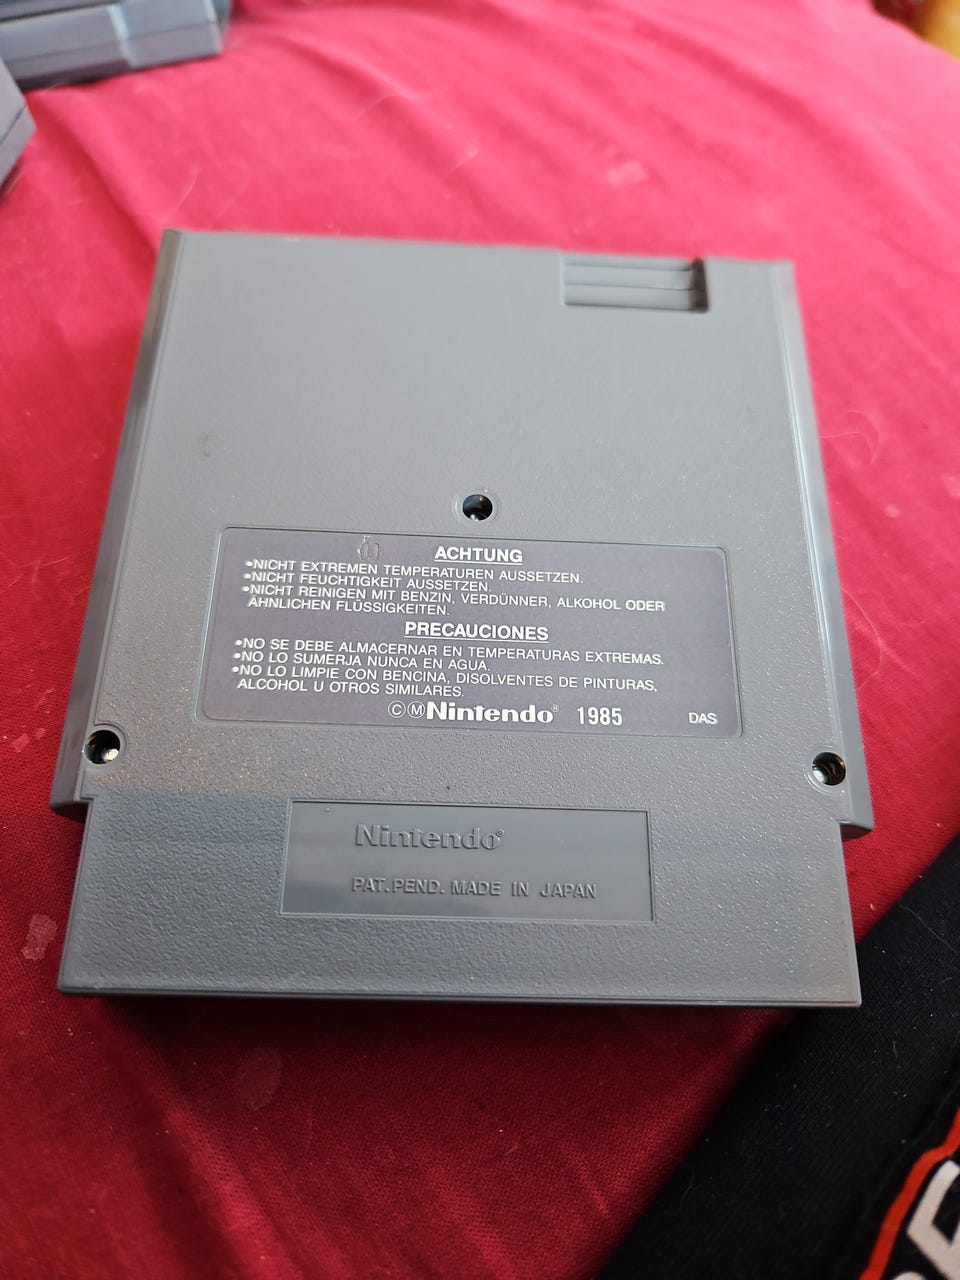 ACHTUNG
•NICHT EXTREMEN TEMPERATUREN AUSSETZEN.
•NICHT FEUCHTIGKEIT AUSSETZEN.
•NICHT REINIGEN MIT BENZIN, VERDÜNNER, ALKOHOL ODER
ÄHNLICHEN FLÜSSIGKEITEN.
PRECAUCIONES
•NO SE DEBE ALMACERNAR EN TEMPERATURAS EXTREMAS.
•NO LO SUMERJA NUNCA EN AGUA.
•NO LO LIMPIE CON BENCINA, DISOLVENTES DE PINTURAS,
ALCOHOL U OTROS SIMILARES.
ⒸⓂNintendo® 1985 DAS
Nintendo®
PAT. PEND. MADE IN JAPAN